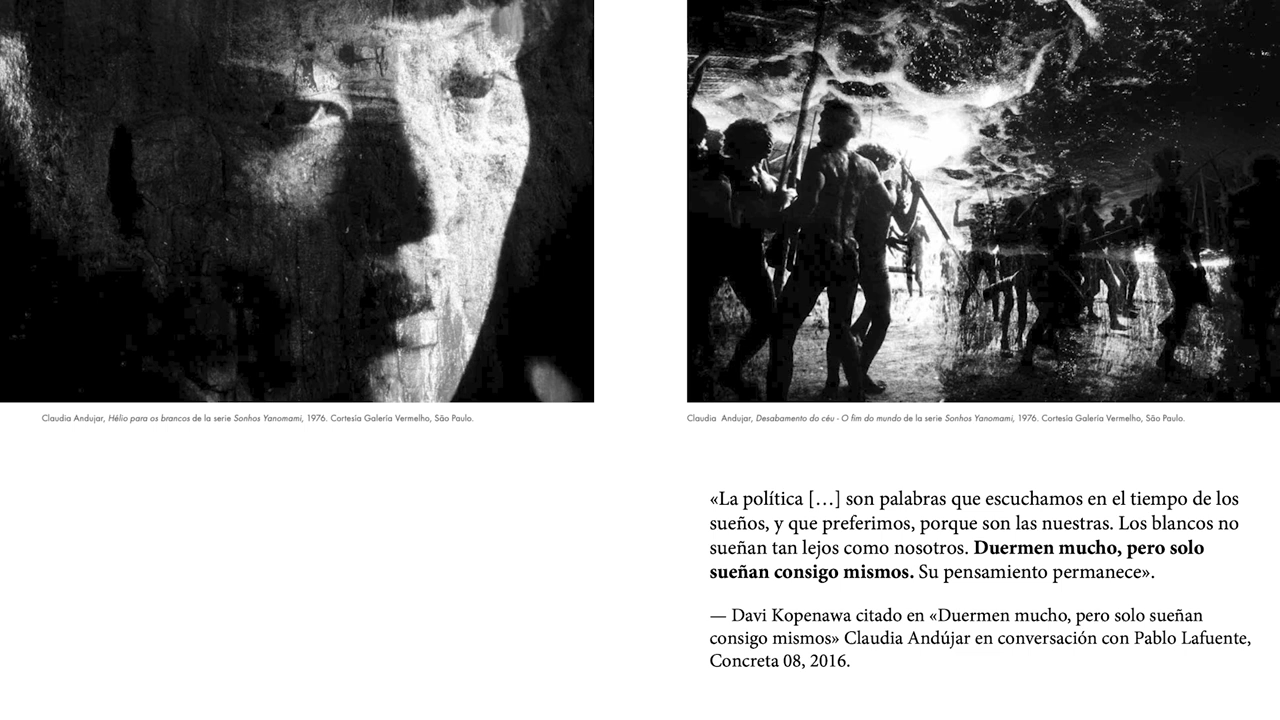 Claudia Andujar, Hélio para os brancos de la serie Sonhos Yanomami, 1976. Cortesía Galería Vermelho, São Paulo.
Claudia Andujar, Desabamento do céu - O fim do mundo de la serie Sonhos Yanomami, 1976. Cortesía Galería Vermelho, São Paulo.
«La política […] son palabras que escuchamos en el tiempo de los
sueños, y que preferimos, porque son las nuestras. Los blancos no
sueñan tan lejos como nosotros. Duermen mucho, pero solo
sueñan consigo mismos. Su pensamiento permanece».
— Davi Kopenawa citado en «Duermen mucho, pero solo sueñan
consigo mismos» Claudia Andújar en conversación con Pablo Lafuente,
Concreta 08, 2016.